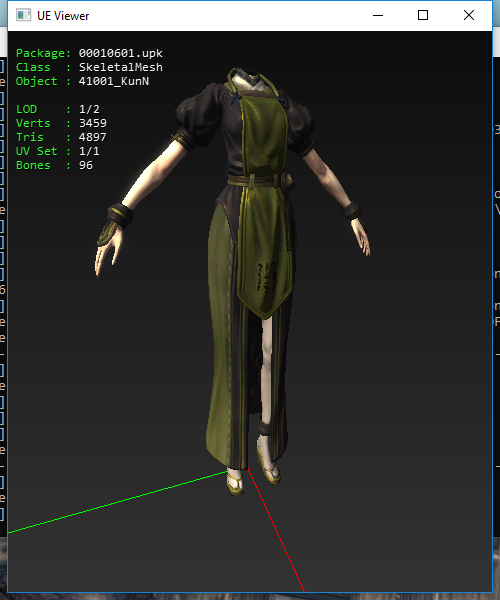 UE Viewer
Package: 00010601.upk
Class  : SkeletalMesh
Object : 41001_KunN
LOD    : 1/2
Verts  : 3459
Tris   : 4897
UV Set : 1/1
Bones  : 96